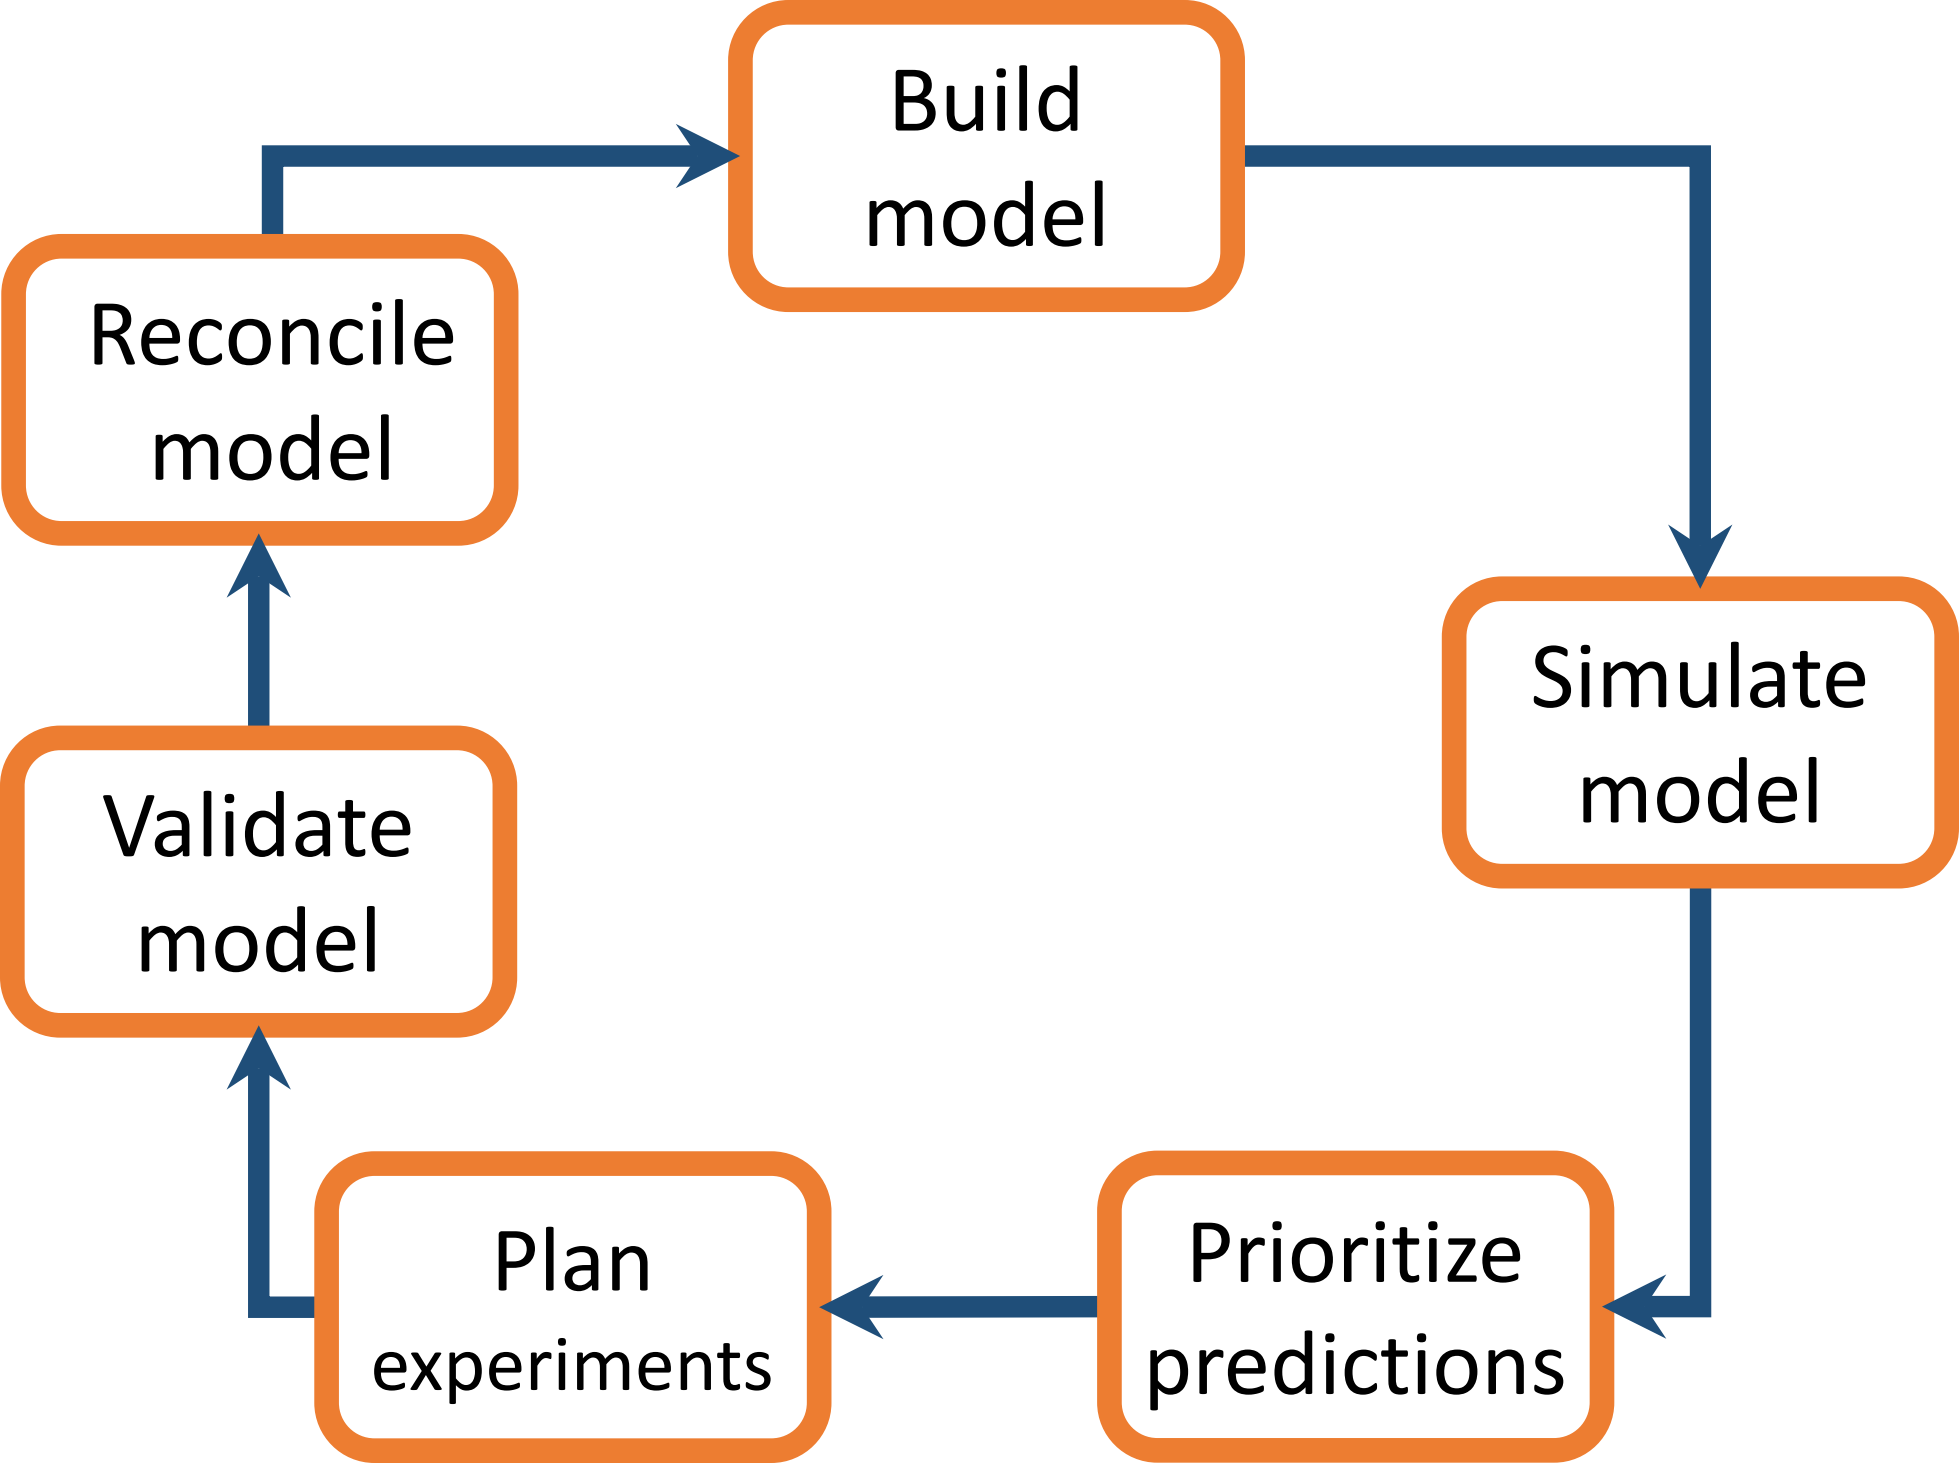 Build
model
Simulate
model
Prioritize
predictions
Plan
experiments
Validate
model
Reconcile
model